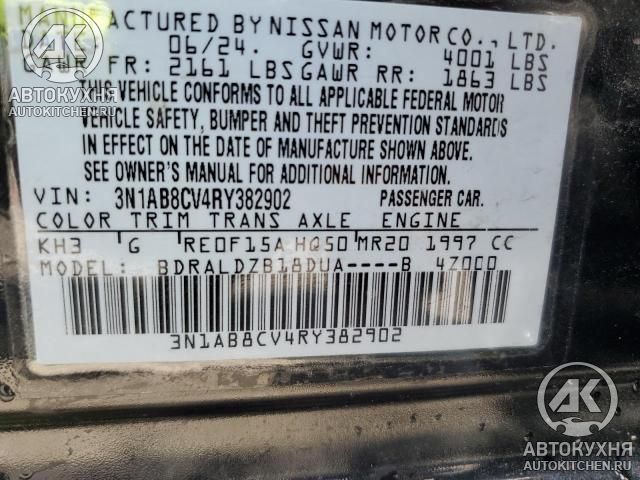 MANUFACTURED BY NISSAN MOTOR CO., LTD.
06/24. GVWR: 4001 LBS
GAWR FR: 2161 LBS GAWR RR: 1863 LBS
THIS VEHICLE CONFORMS TO ALL APPLICABLE FEDERAL MOTOR
VEHICLE SAFETY, BUMPER AND THEFT PREVENTION STANDARDS
IN EFFECT ON THE DATE OF MANUFACTURE SHOWN ABOVE.
SEE OWNER'S MANUAL FOR ADDITIONAL INFORMATION.
VIN: 3N1AB8CV4RY382902 PASSENGER CAR.
COLOR TRIM TRANS AXLE ENGINE
KH3 G RE0F15A HQ50 MR20 1997 CC
MODEL: BDRALDZB18DUA----B 4Z000
3N1AB8CV4RY382902
АВТОКУХНЯ
AUTOKITCHEN.RU
АВТОКУХНЯ
AUTOKITCHEN.RU